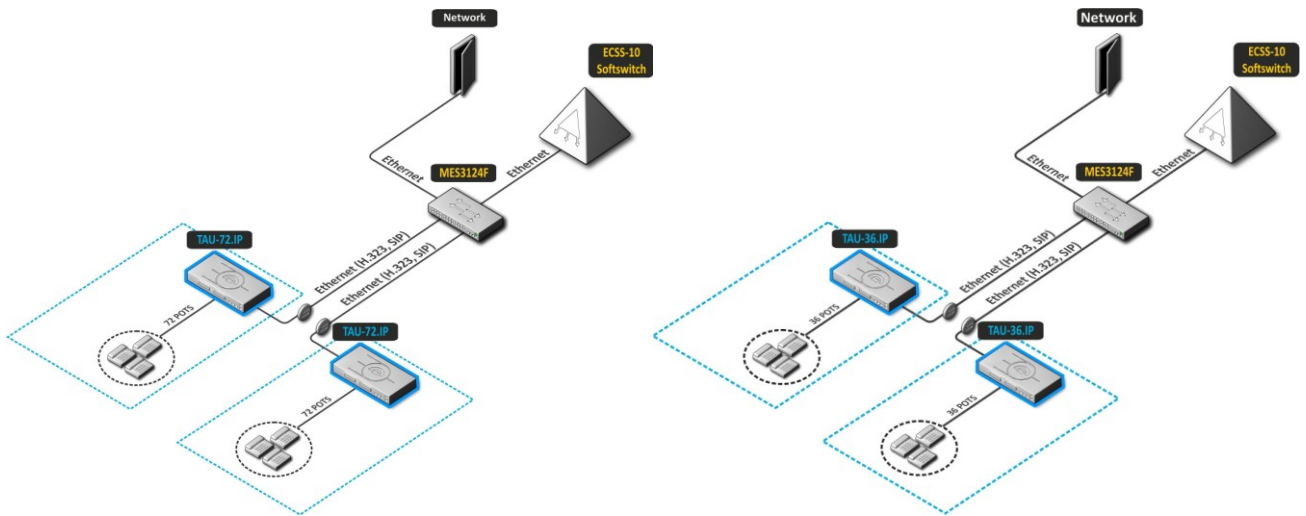 Network
ECSS-10
Softswitch
Ethernet
Ethernet
MES3124F
TAU-72.IP
Ethernet (H.323, SIP)
Ethernet (H.323, SIP)
72 POTS
TAU-72.IP
72 POTS
Network
ECSS-10
Softswitch
Ethernet
Ethernet
MES3124F
TAU-36.IP
Ethernet (H.323, SIP)
Ethernet (H.323, SIP)
36 POTS
TAU-36.IP
36 POTS